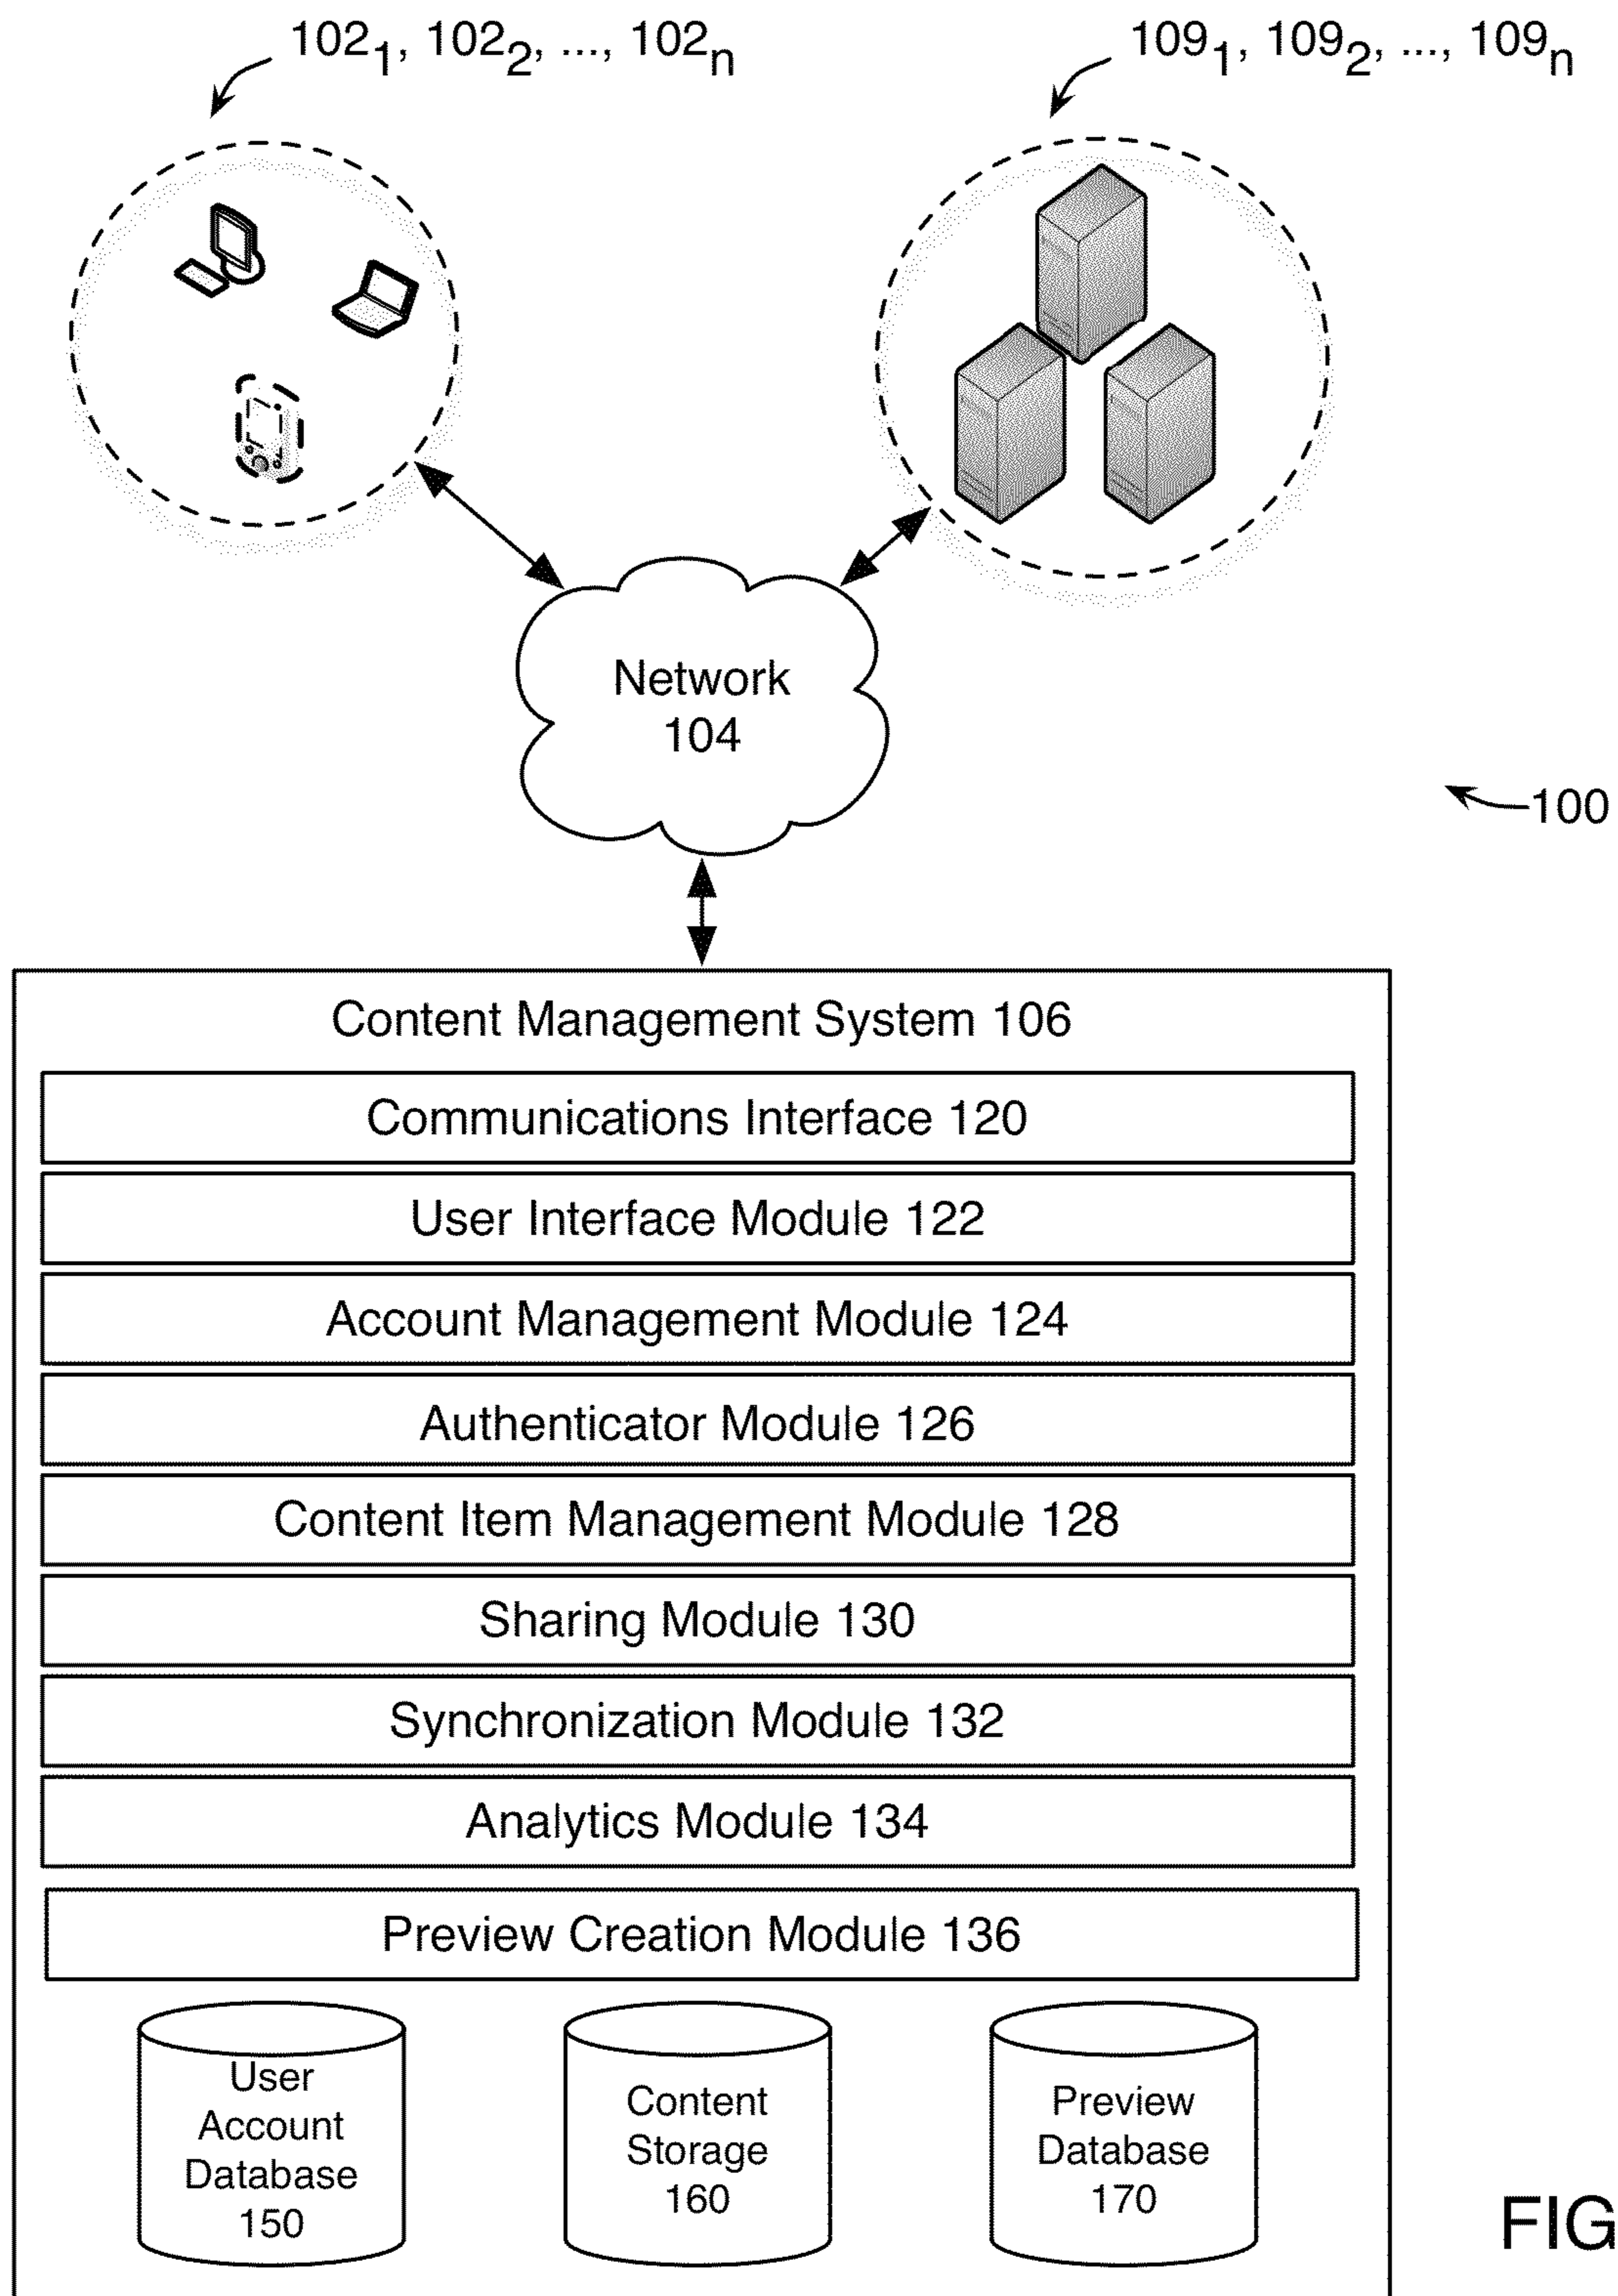 102₁, 102₂, ..., 102ₙ
109₁, 109₂, ..., 109ₙ
Network
104
100
Content Management System 106
Communications Interface 120
User Interface Module 122
Account Management Module 124
Authenticator Module 126
Content Item Management Module 128
Sharing Module 130
Synchronization Module 132
Analytics Module 134
Preview Creation Module 136
User
Account
Database
150
Content
Storage
160
Preview
Database
170
FIG